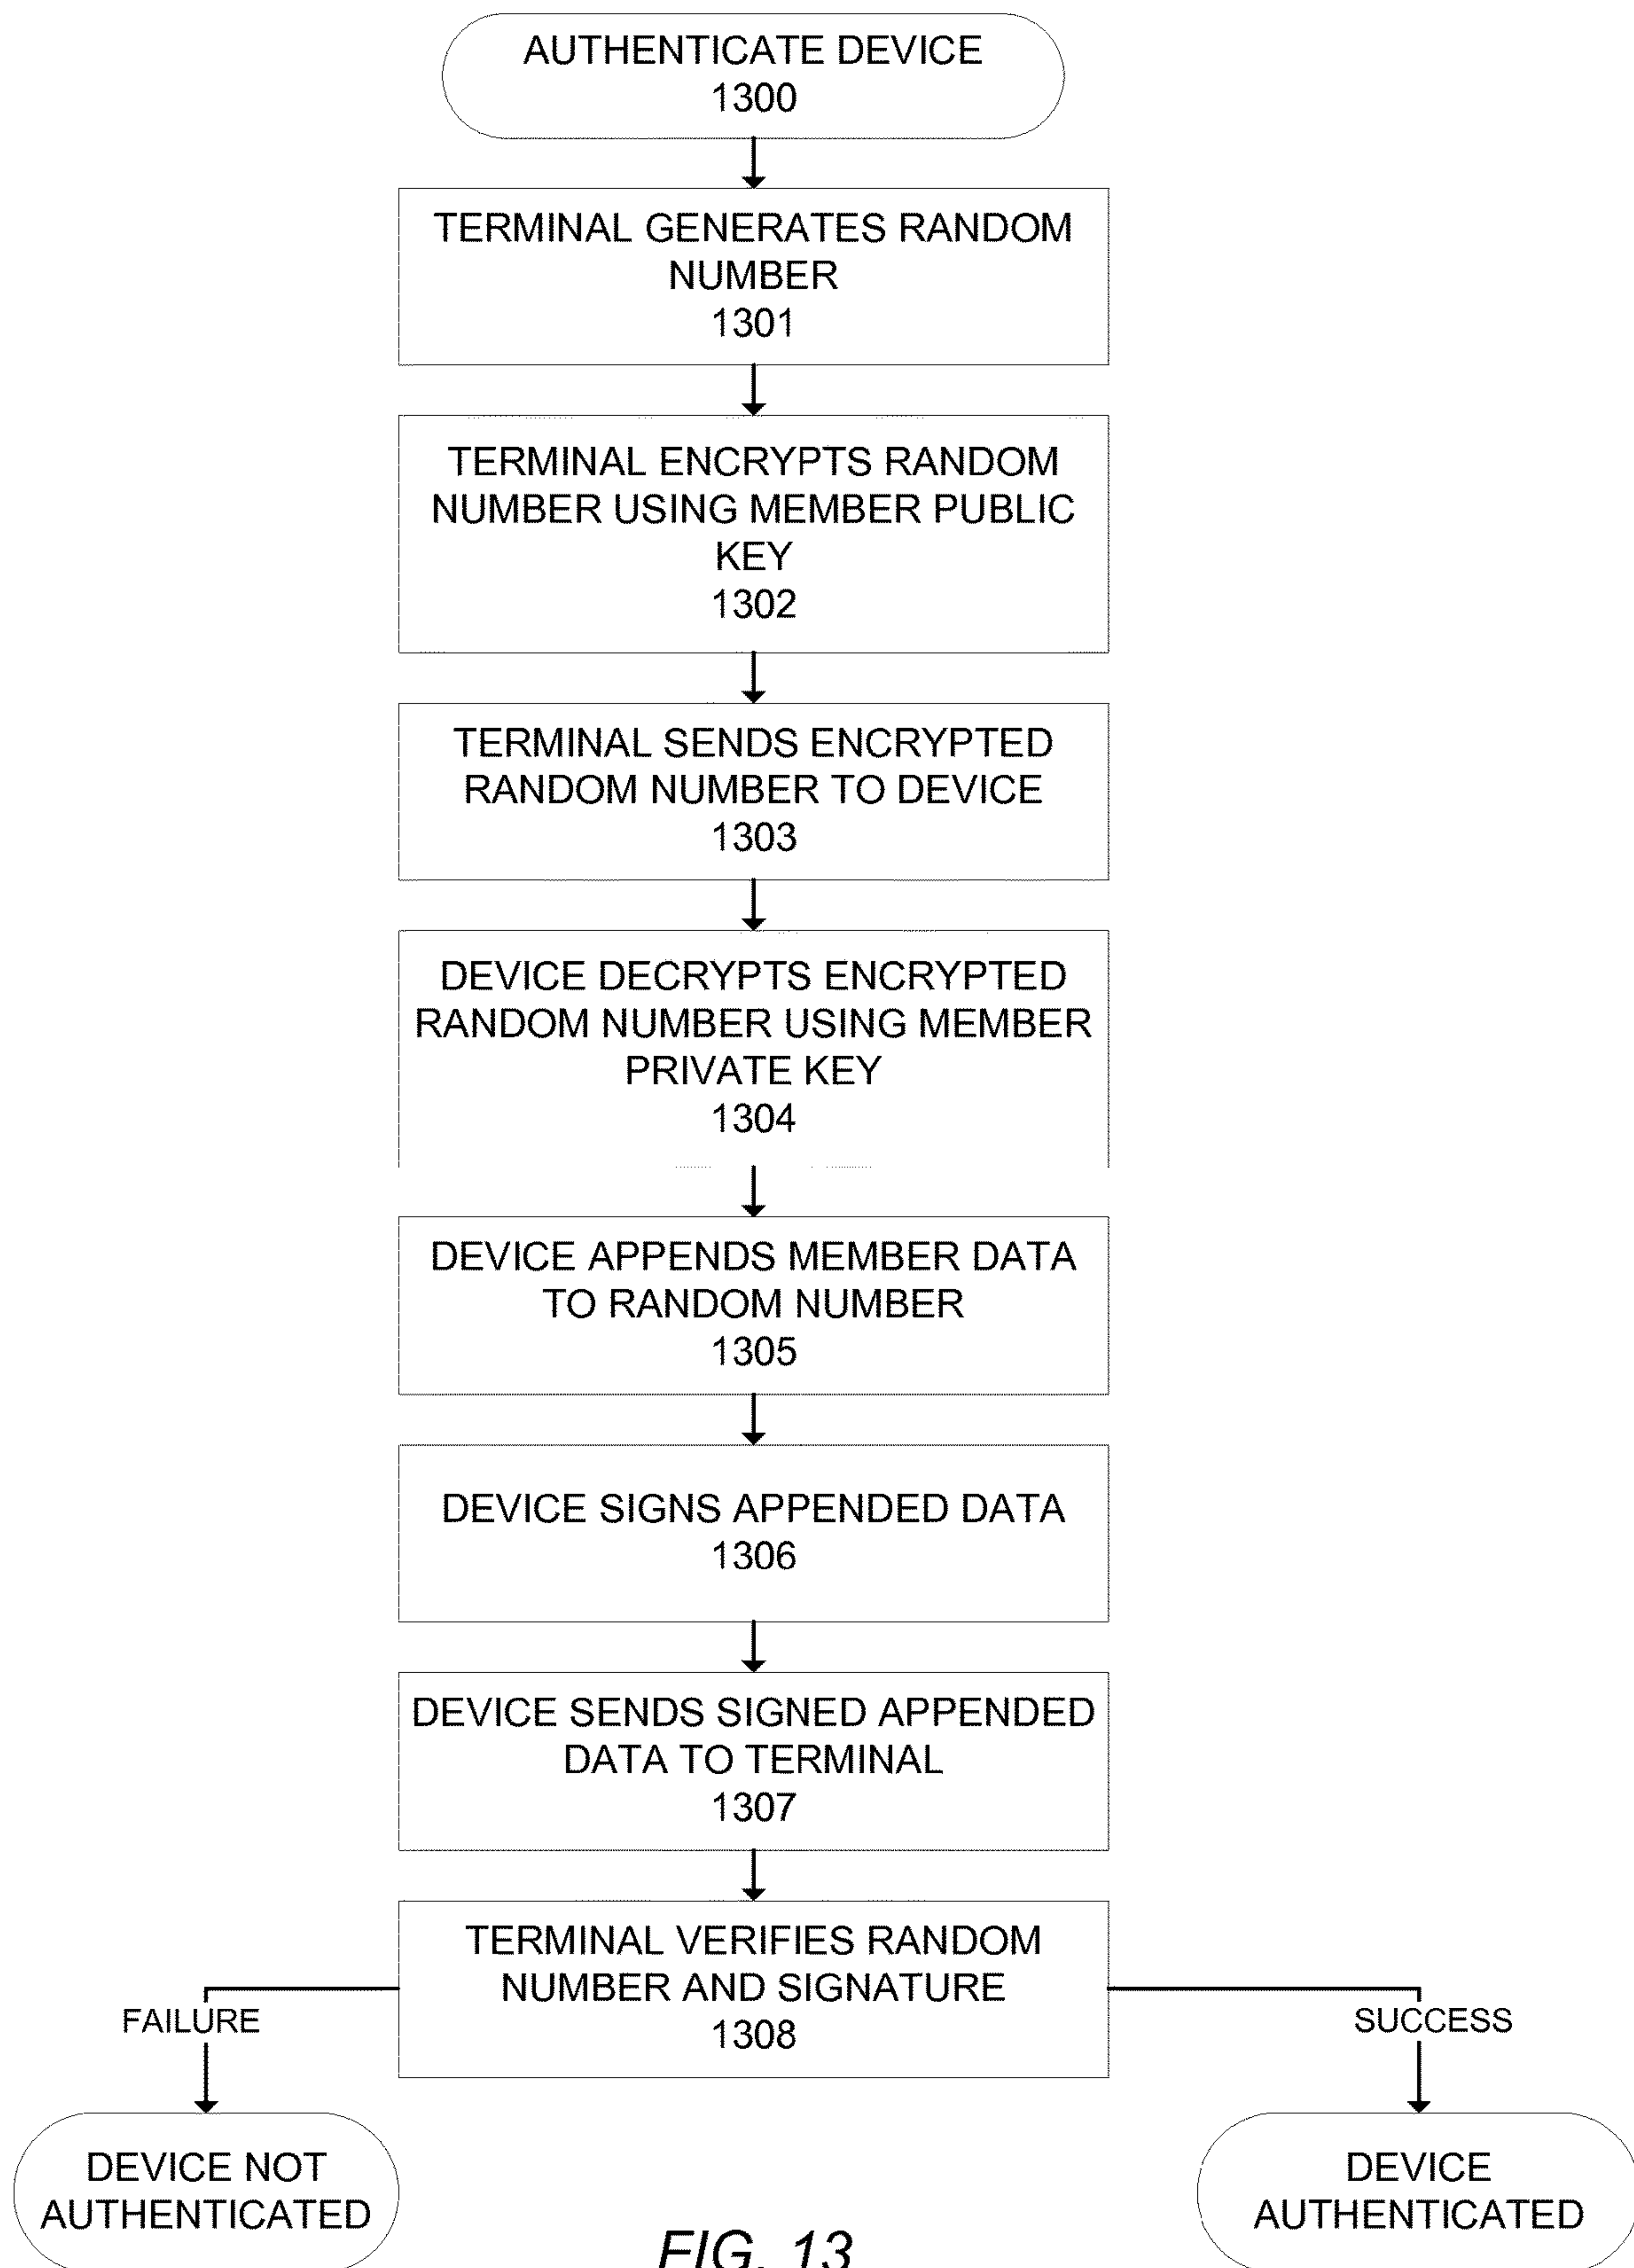 AUTHENTICATE DEVICE
1300
TERMINAL GENERATES RANDOM
NUMBER
1301
TERMINAL ENCRYPTS RANDOM
NUMBER USING MEMBER PUBLIC
KEY
1302
TERMINAL SENDS ENCRYPTED
RANDOM NUMBER TO DEVICE
1303
DEVICE DECRYPTS ENCRYPTED
RANDOM NUMBER USING MEMBER
PRIVATE KEY
1304
DEVICE APPENDS MEMBER DATA
TO RANDOM NUMBER
1305
DEVICE SIGNS APPENDED DATA
1306
DEVICE SENDS SIGNED APPENDED
DATA TO TERMINAL
1307
TERMINAL VERIFIES RANDOM
NUMBER AND SIGNATURE
1308
FAILURE
SUCCESS
DEVICE NOT
AUTHENTICATED
DEVICE
AUTHENTICATED
FIG. 13